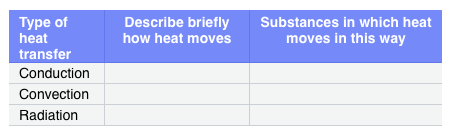 Type of heat transfer
Describe briefly how heat moves
Substances in which heat moves in this way
Conduction
Convection
Radiation